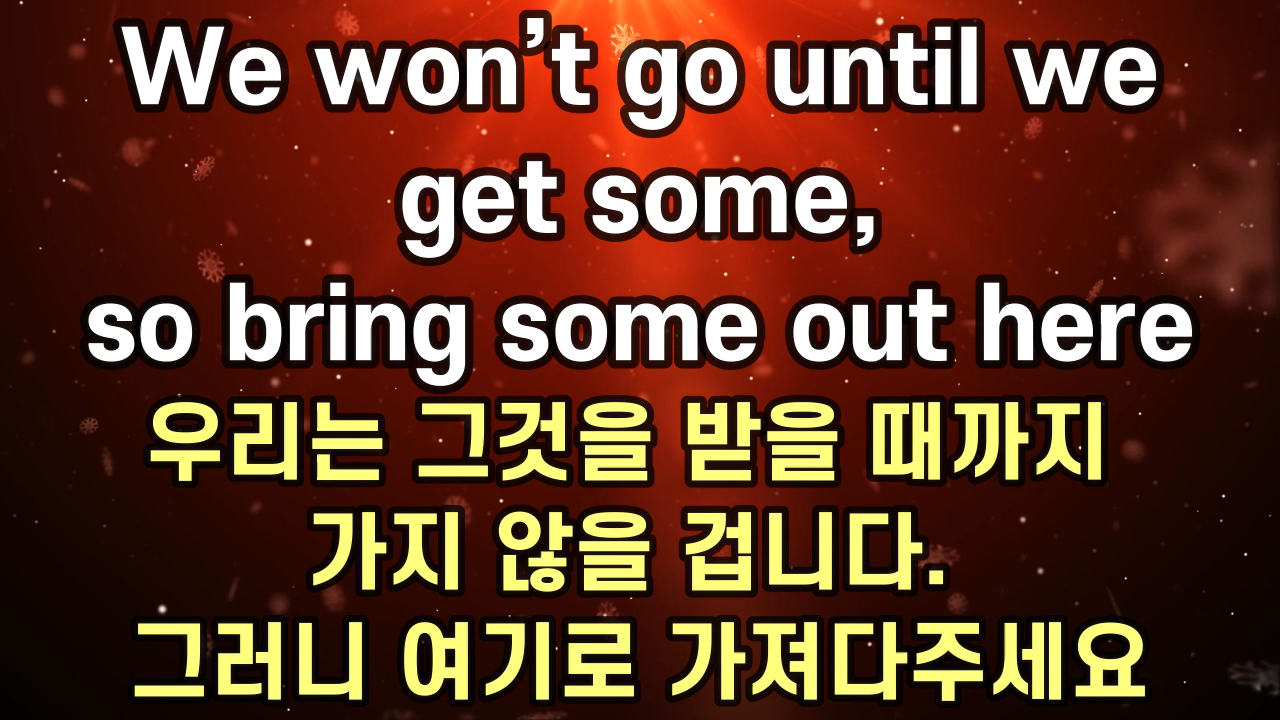 We won’t go until we
get some,
so bring some out here
우리는 그것을 받을 때까지
가지 않을 겁니다.
그러니 여기로 가져다주세요